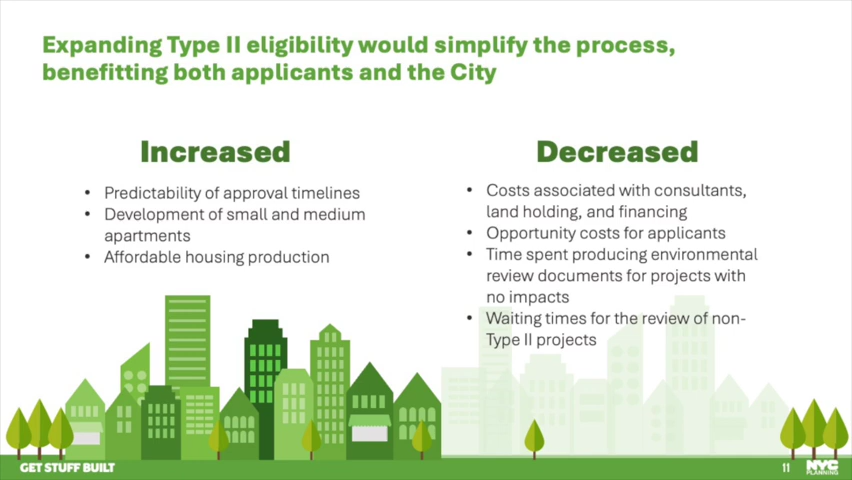 Expanding Type II eligibility would simplify the process,
benefitting both applicants and the City
Increased
• Predictability of approval timelines
• Development of small and medium
apartments
• Affordable housing production
Decreased
• Costs associated with consultants,
land holding, and financing
• Opportunity costs for applicants
• Time spent producing environmental
review documents for projects with
no impacts
• Waiting times for the review of non-
Type II projects
GET STUFF BUILT
11
NYC
PLANNING